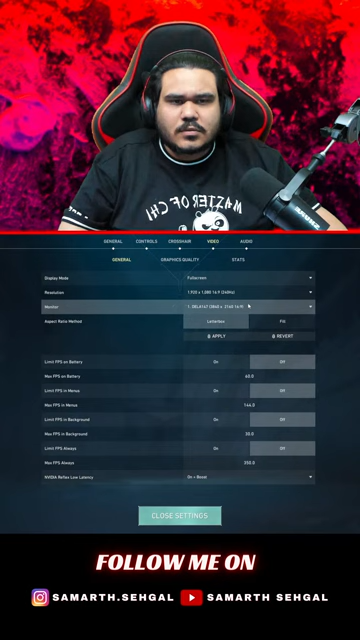 MASTER OF CHI
GENERAL CONTROLS CROSSHAIR VIDEO AUDIO
GENERAL GRAPHICS QUALITY STATS
Display Mode Fullscreen
Resolution
Monitor
Aspect Ratio Method Letterbox Fill
APPLY REVERT
Limit FPS on Battery On Off
Max FPS on Battery 60.0
Limit FPS in Menus On Off
Max FPS in Menus 144.0
Limit FPS in Background On Off
Max FPS in Background 30.0
Limit FPS Always On Off
Max FPS Always
NVIDIA Reflex Low Latency On + Boost
CLOSE SETTINGS
FOLLOW ME ON
SAMARTH.SEHGAL SAMARTH SEHGAL